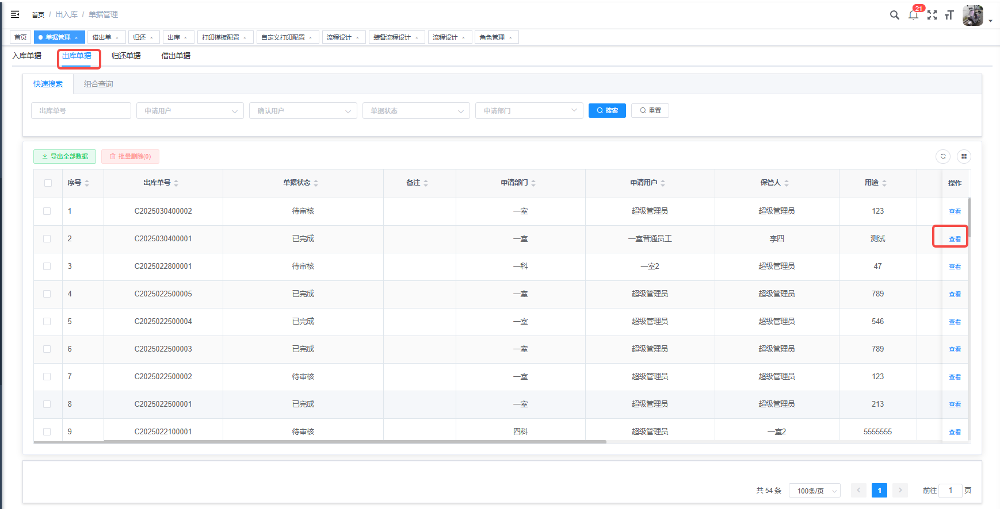 首页 / 出入库 / 单据管理
21
首页 单据管理 × 借出单 × 归还 × 出库 × 打印模板配置 × 自定义打印配置 × 流程设计 × 装备流程设计 × 流程设计 × 角色管理 ×
入库单据 出库单据 归还单据 借出单据
快速搜索 组合查询
出库单号 申请用户 确认用户 单据状态 申请部门 搜索 重置
导出全部数据 批量删除(0)
序号 出库单号 单据状态 备注 申请部门 申请用户 保管人 用途 操作
1 C2025030400002 待审核 一室 超级管理员 超级管理员 123 查看
2 C2025030400001 已完成 一室 一室普通员工 李四 测试 查看
3 C2025022800001 待审核 一科 一室2 超级管理员 47 查看
4 C2025022500005 已完成 一室 超级管理员 超级管理员 789 查看
5 C2025022500004 已完成 一室 超级管理员 超级管理员 546 查看
6 C2025022500003 已完成 一室 超级管理员 超级管理员 789 查看
7 C2025022500002 待审核 一室 超级管理员 超级管理员 123 查看
8 C2025022500001 已完成 一室 超级管理员 超级管理员 213 查看
9 C2025022100001 待审核 四科 超级管理员 一室2 5555555 查看
共 54 条 100条/页 1 前往 1 页